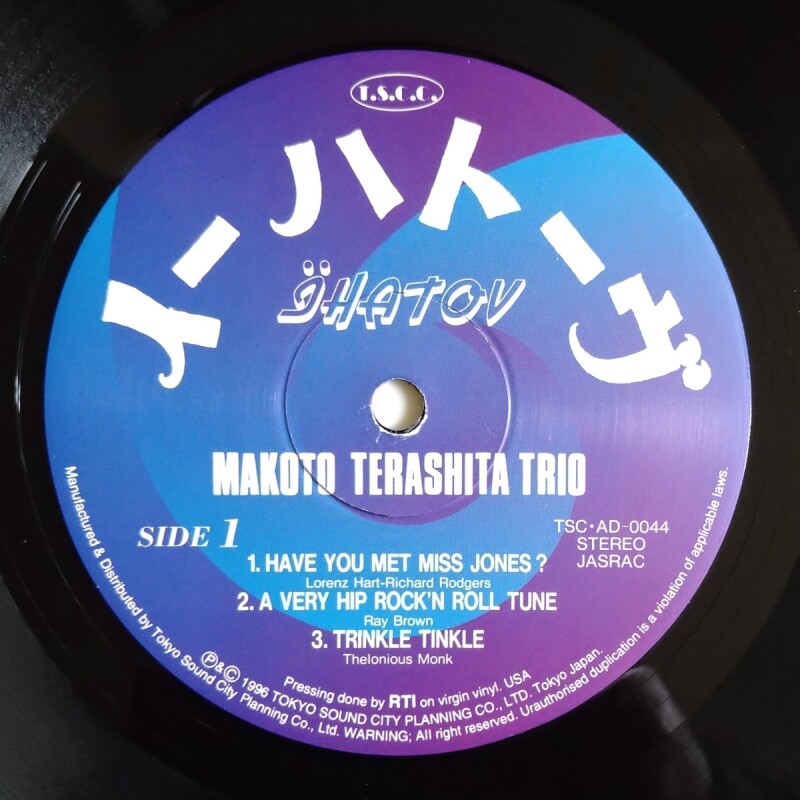 T.S.C.C.
イーハトーヴ
ÏHATOV
MAKOTO TERASHITA TRIO
SIDE 1
TSC・AD-0044
STEREO
JASRAC
1. HAVE YOU MET MISS JONES?
Lorenz Hart-Richard Rodgers
2. A VERY HIP ROCK'N ROLL TUNE
Ray Brown
3. TRINKLE TINKLE
Thelonious Monk
Pressing done by RTI on virgin vinyl. USA
Ⓟ&Ⓒ 1996 TOKYO SOUND CITY PLANNING CO., LTD. Tokyo Japan.
Manufactured & Distributed by Tokyo Sound City Planning Co., Ltd. WARNING; All right reserved. Unauthorised duplication is a violation of applicable laws.